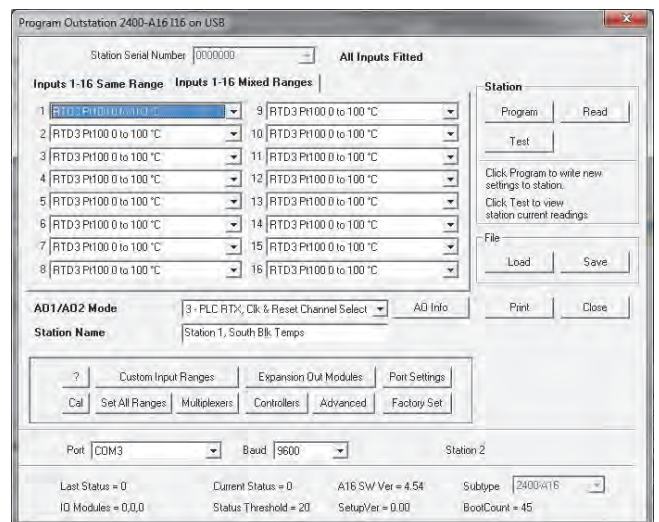 Program Outstation 2400-A16 I16 on USB
Station Serial Number 0000000 All Inputs Fitted
Inputs 1-16 Same Range Inputs 1-16 Mixed Ranges
1 RTD3 Pt100 0 to 100 °C 9 RTD3 Pt100 0 to 100 °C
2 RTD3 Pt100 0 to 100 °C 10 RTD3 Pt100 0 to 100 °C
3 RTD3 Pt100 0 to 100 °C 11 RTD3 Pt100 0 to 100 °C
4 RTD3 Pt100 0 to 100 °C 12 RTD3 Pt100 0 to 100 °C
5 RTD3 Pt100 0 to 100 °C 13 RTD3 Pt100 0 to 100 °C
6 RTD3 Pt100 0 to 100 °C 14 RTD3 Pt100 0 to 100 °C
7 RTD3 Pt100 0 to 100 °C 15 RTD3 Pt100 0 to 100 °C
8 RTD3 Pt100 0 to 100 °C 16 RTD3 Pt100 0 to 100 °C
Station
Program Read
Test
Click Program to write new
settings to station.
Click Test to view
station current readings
File
Load Save
AO1/AO2 Mode 3 - PLC RTX, Clk & Reset Channel Select AO Info Print Close
Station Name Station 1, South Blk Temps
? Custom Input Ranges Expansion Out Modules Port Settings
Cal Set All Ranges Multiplexers Controllers Advanced Factory Set
Port COM3 Baud 9600 Station 2
Last Status = 0 Current Status = 0 A16 SW Ver = 4.54 Subtype 2400-A16
IO Modules = 0,0,0 Status Threshold = 20 SetupVer = 0.00 BootCount = 45